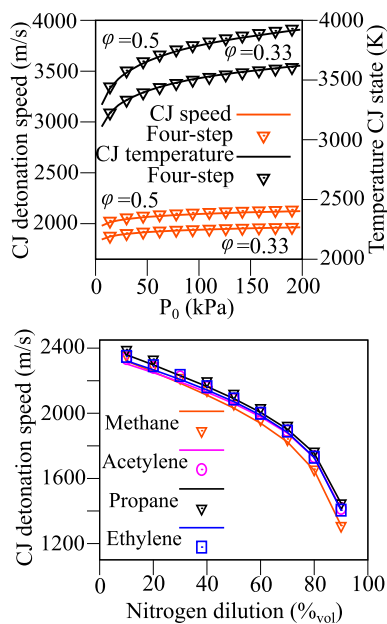 CJ detonation speed (m/s)
4000
3500
3000
2500
2000
φ=0.5
φ=0.33
CJ speed
Four-step
CJ temperature
Four-step
φ=0.5
φ=0.33
4000
3500
3000
2500
2000
Temperature CJ state (K)
0 50 100 150 200
P0 (kPa)
CJ detonation speed (m/s)
2400
2000
1600
1200
Methane
Acetylene
Propane
Ethylene
0 20 40 60 80 100
Nitrogen dilution (%vol)